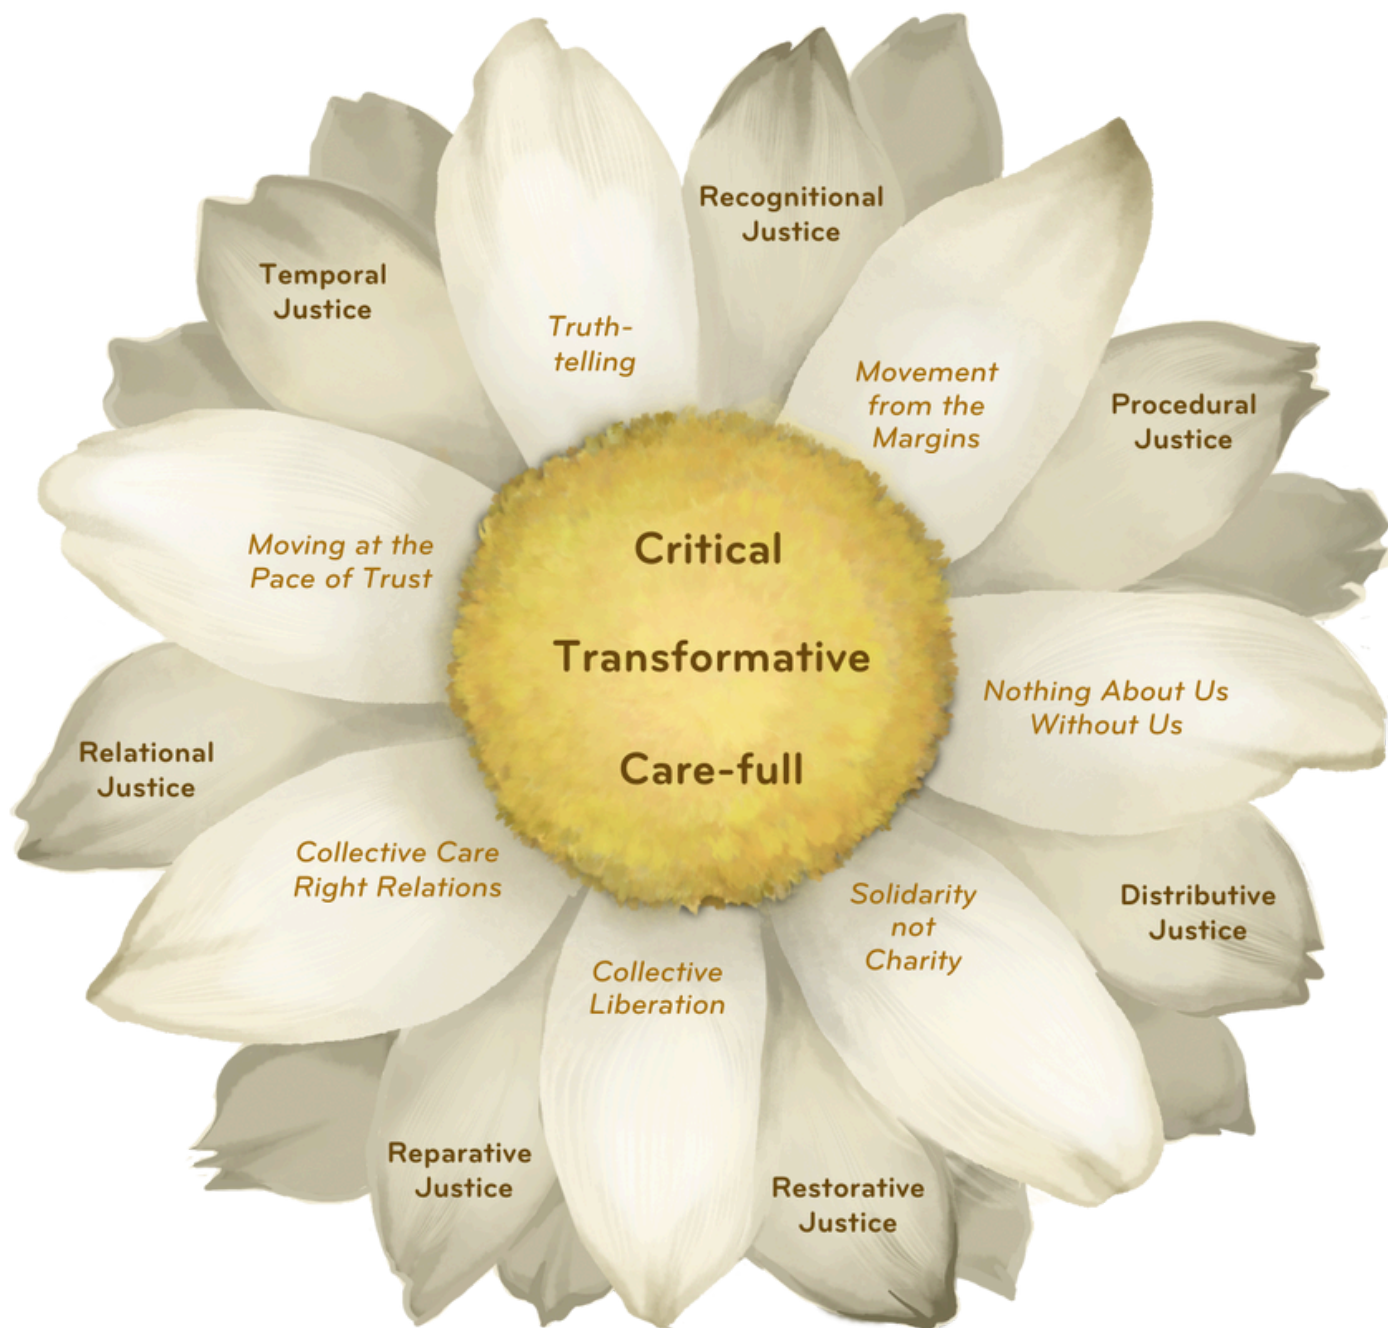 Recognitional
Justice
Temporal
Justice
Truth-
telling
Movement
from the
Margins
Procedural
Justice
Moving at the
Pace of Trust
Critical
Transformative
Care-full
Nothing About Us
Without Us
Relational
Justice
Collective Care
Right Relations
Solidarity
not
Charity
Distributive
Justice
Collective
Liberation
Reparative
Justice
Restorative
Justice